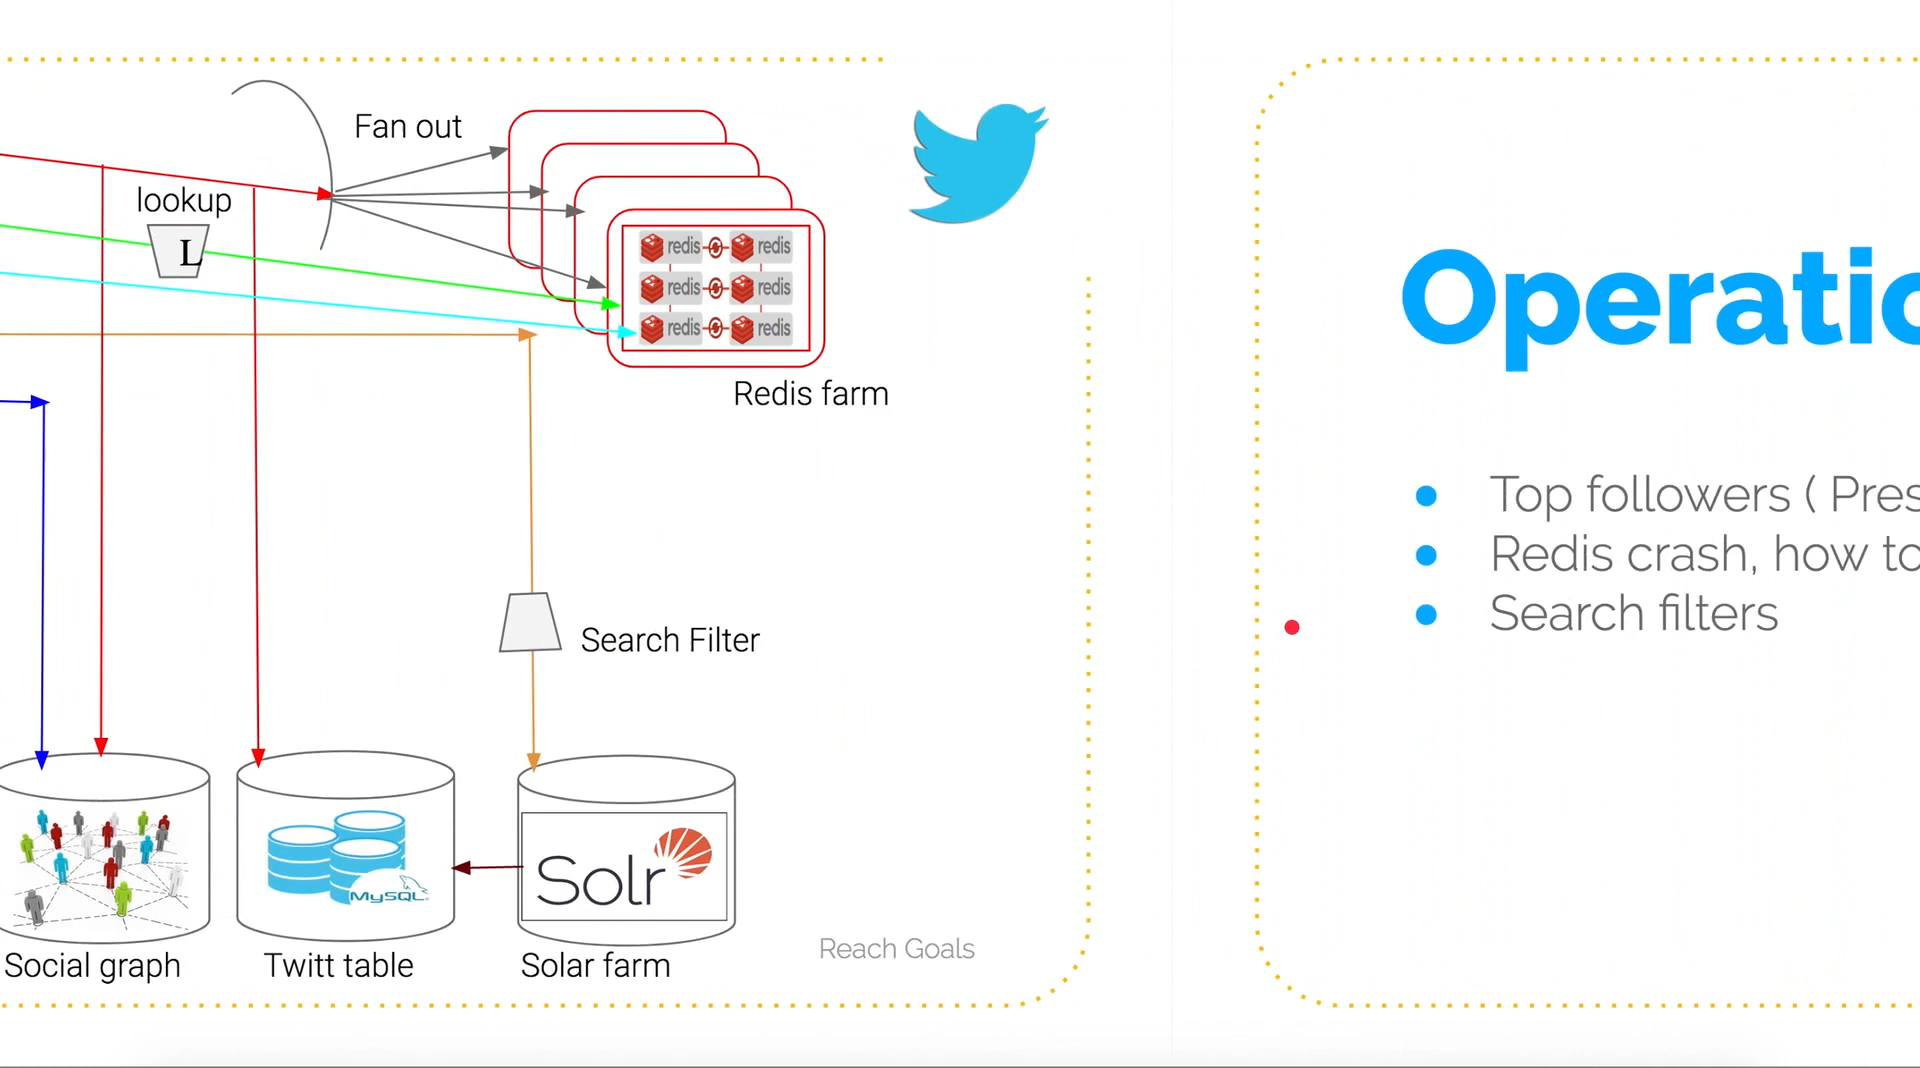 Fan out
lookup
L
redis redis
redis redis
redis redis
Redis farm
Search Filter
MySQL
Solr
Social graph
Twitt table
Solar farm
Reach Goals
Operatio
Top followers ( Pres
Redis crash, how to
Search filters